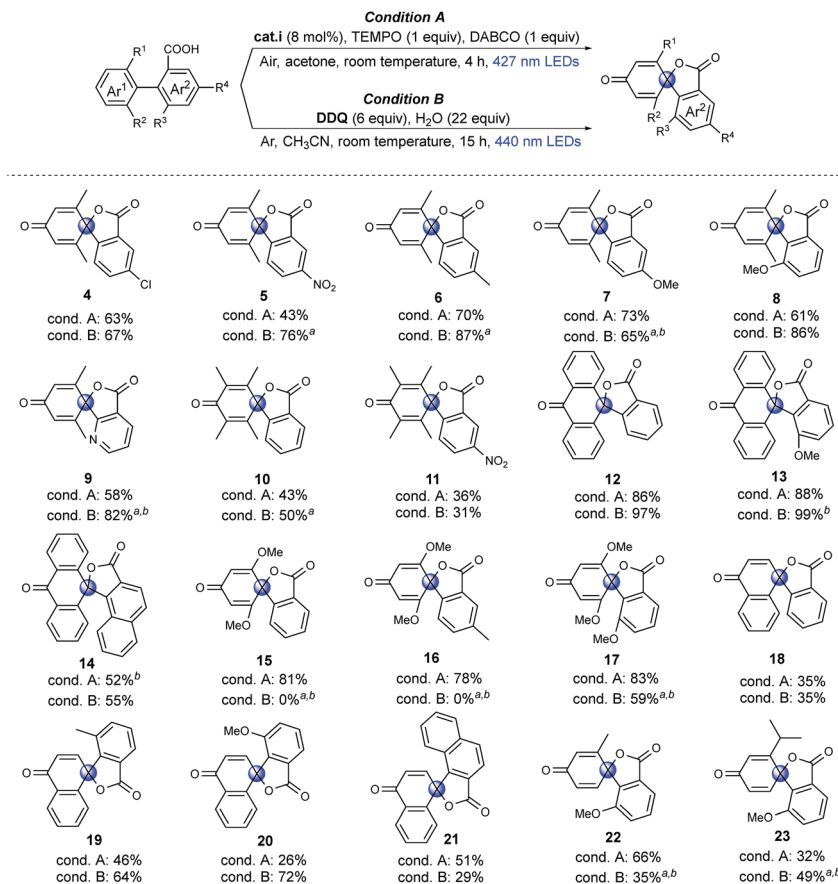 Condition A
cat.i (8 mol%), TEMPO (1 equiv), DABCO (1 equiv)
Air, acetone, room temperature, 4 h, 427 nm LEDs
Condition B
DDQ (6 equiv), H2O (22 equiv)
Ar, CH3CN, room temperature, 15 h, 440 nm LEDs
R1 COOH
Ar1 Ar2 R4
R2 R3
R1 O O
O
Ar2
R2 R3 R4
O O O Cl
O O O NO2
O O O
O O O OMe
O O O MeO
4 5 6 7 8
cond. A: 63% cond. A: 43% cond. A: 70% cond. A: 73% cond. A: 61%
cond. B: 67% cond. B: 76%a cond. B: 87%a cond. B: 65%a,b cond. B: 86%
O O O N
O O O
O O O NO2
O O O
O O O OMe
9 10 11 12 13
cond. A: 58% cond. A: 43% cond. A: 36% cond. A: 86% cond. A: 88%
cond. B: 82%a,b cond. B: 50%a cond. B: 31% cond. B: 97% cond. B: 99%b
O O O
OMe O O O MeO
OMe O O O MeO
OMe O O O MeO MeO
O O O
14 15 16 17 18
cond. A: 52%b cond. A: 81% cond. A: 78% cond. A: 83% cond. A: 35%
cond. B: 55% cond. B: 0%a,b cond. B: 0%a,b cond. B: 59%a,b cond. B: 35%
O O O
MeO O O O
O O O
O O O MeO
O O O MeO
19 20 21 22 23
cond. A: 46% cond. A: 26% cond. A: 51% cond. A: 66% cond. A: 32%
cond. B: 64% cond. B: 72% cond. B: 29% cond. B: 35%a,b